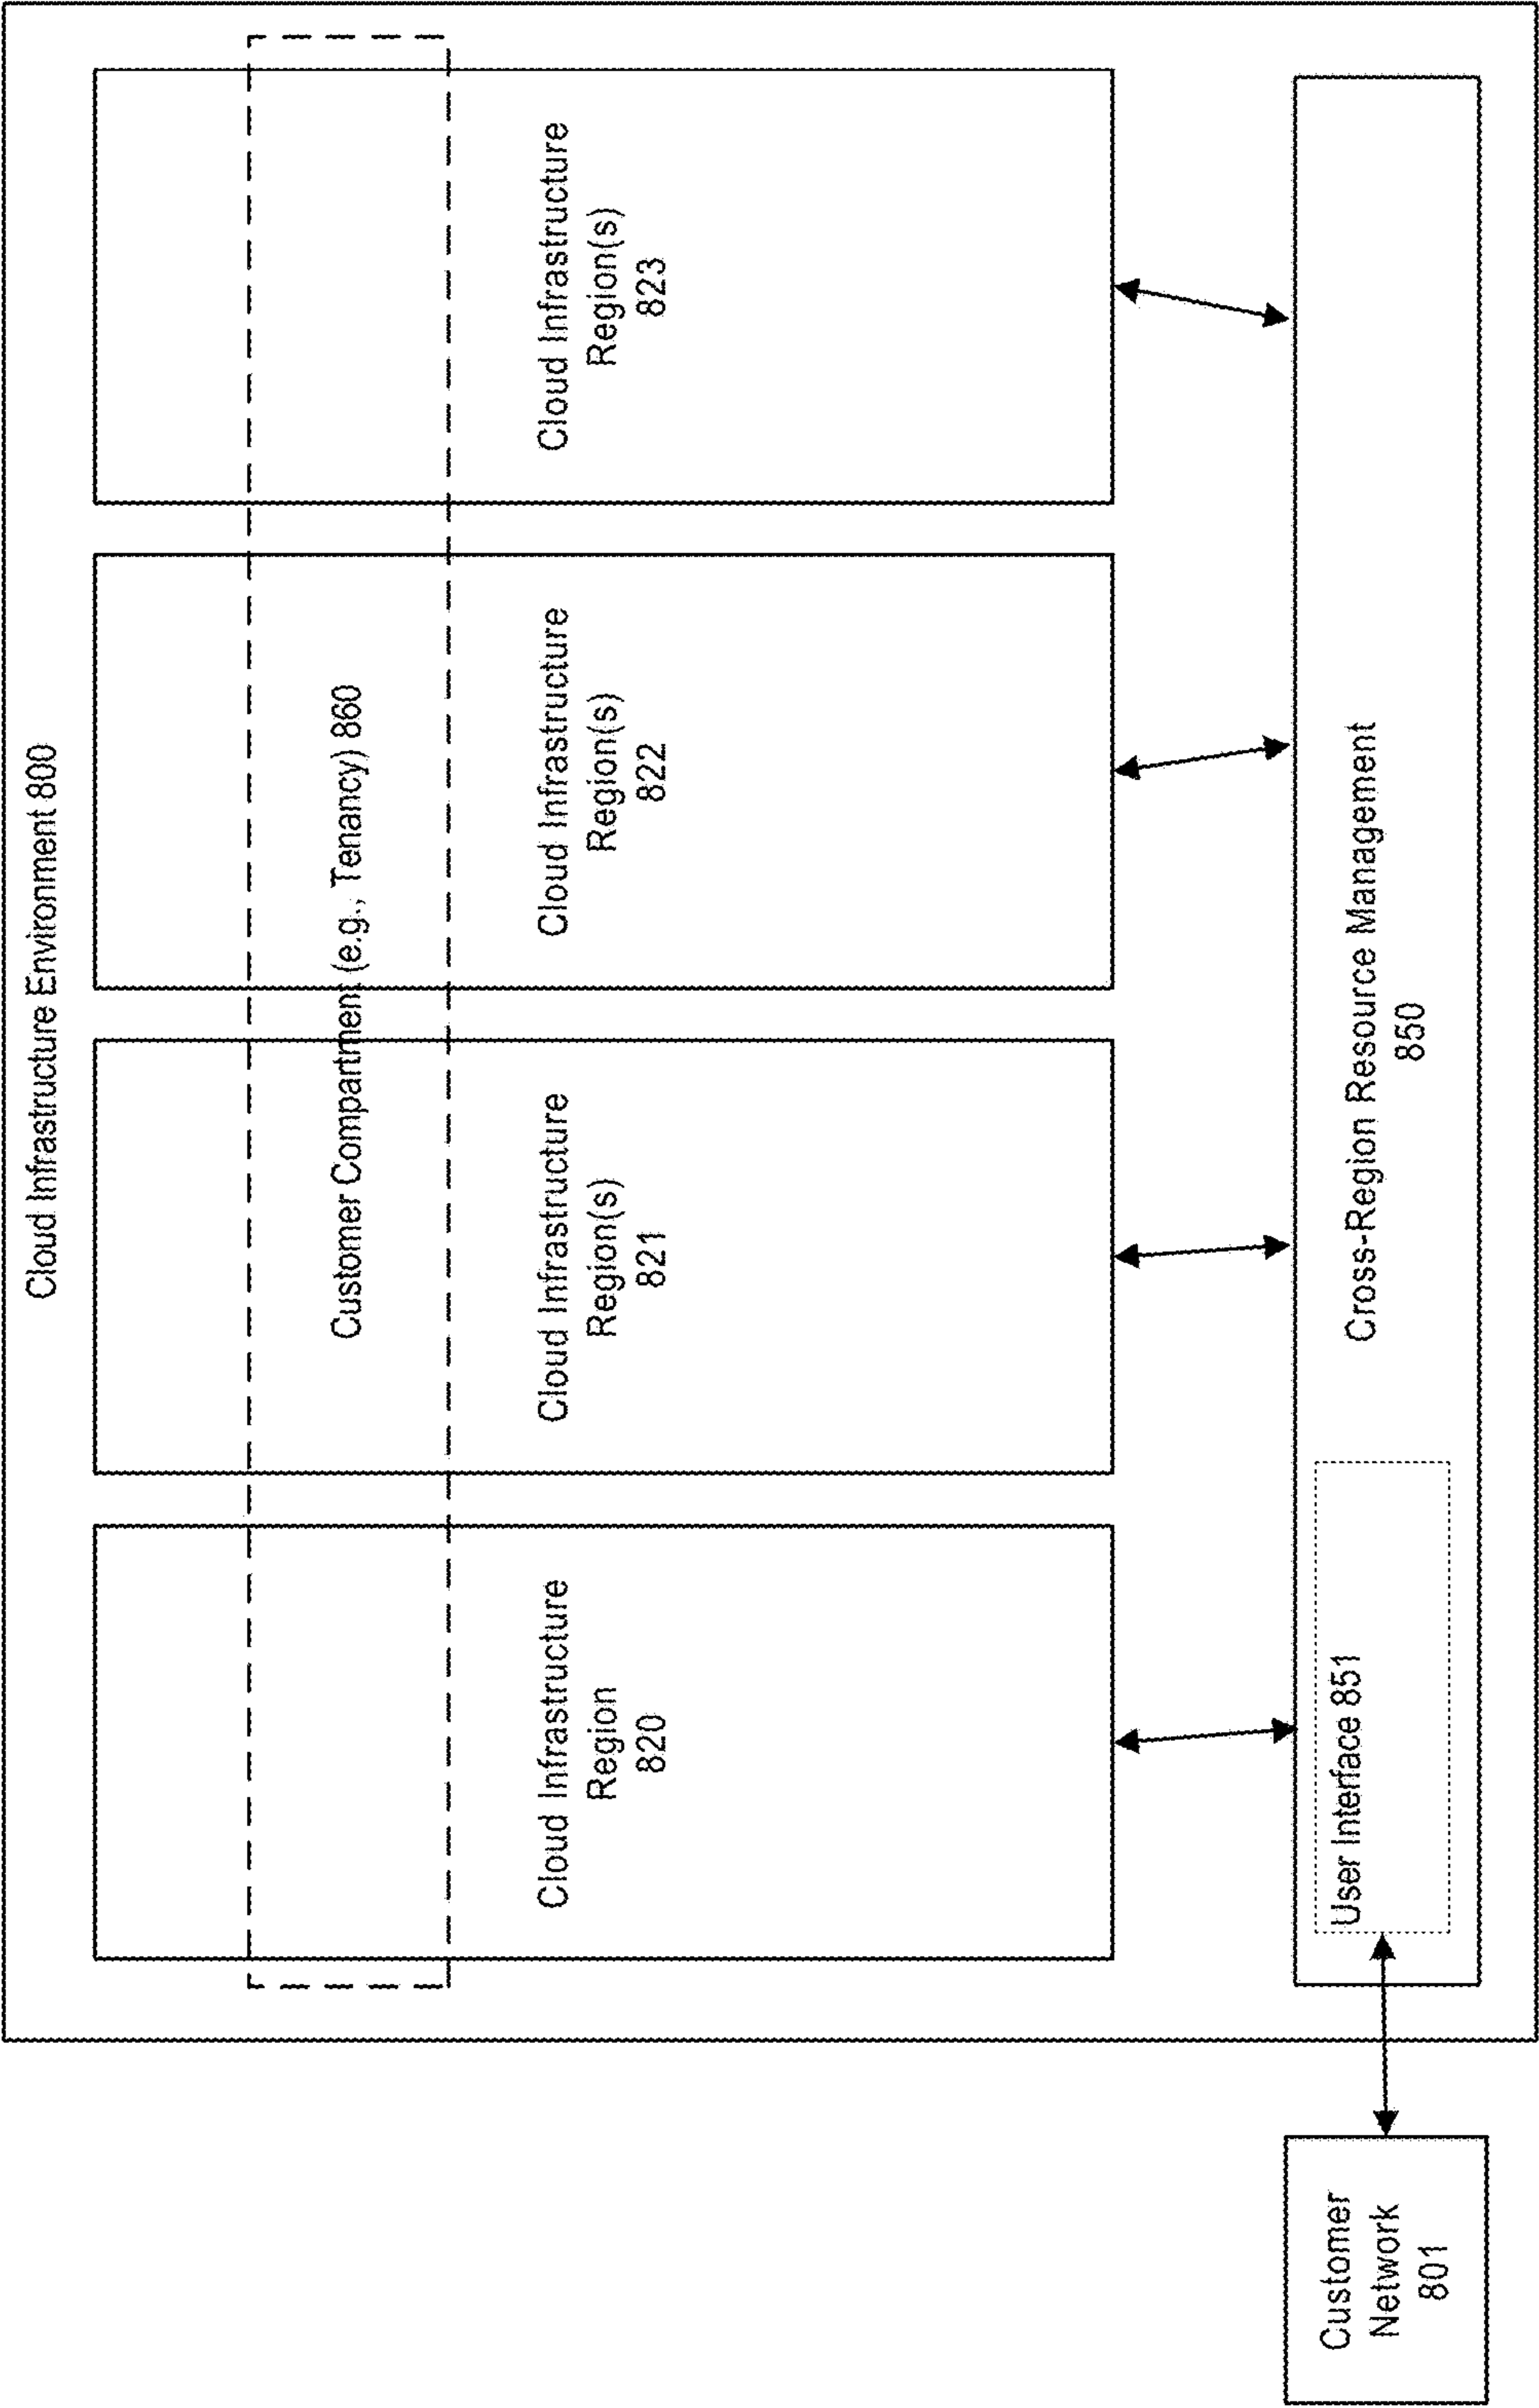 Cloud Infrastructure Environment 800
Customer Compartment (e.g., Tenancy) 860
Cloud Infrastructure
Region
820
Cloud Infrastructure
Region(s)
821
Cloud Infrastructure
Region(s)
822
Cloud Infrastructure
Region(s)
823
User Interface 851
Cross-Region Resource Management
850
Customer
Network
801